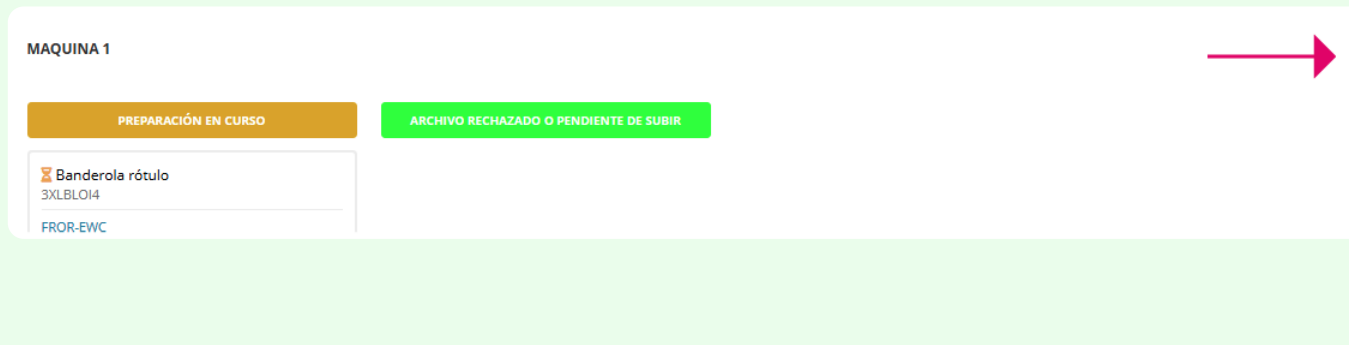 MAQUINA 1
PREPARACIÓN EN CURSO
ARCHIVO RECHAZADO O PENDIENTE DE SUBIR
Banderola rótulo
3XLBLOI4
FROR-EWC